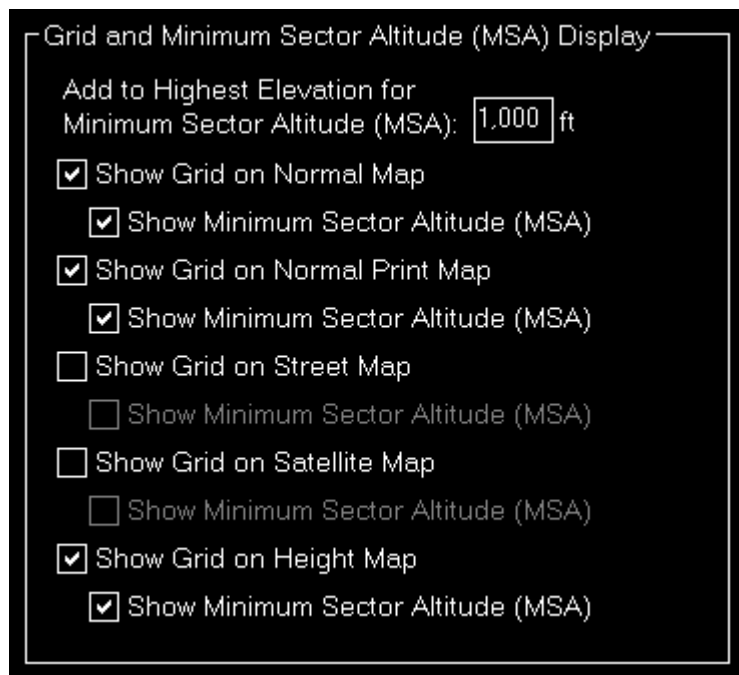 Grid and Minimum Sector Altitude (MSA) Display
Add to Highest Elevation for
Minimum Sector Altitude (MSA): 1,000 ft
Show Grid on Normal Map
Show Minimum Sector Altitude (MSA)
Show Grid on Normal Print Map
Show Minimum Sector Altitude (MSA)
Show Grid on Street Map
Show Minimum Sector Altitude (MSA)
Show Grid on Satellite Map
Show Minimum Sector Altitude (MSA)
Show Grid on Height Map
Show Minimum Sector Altitude (MSA)